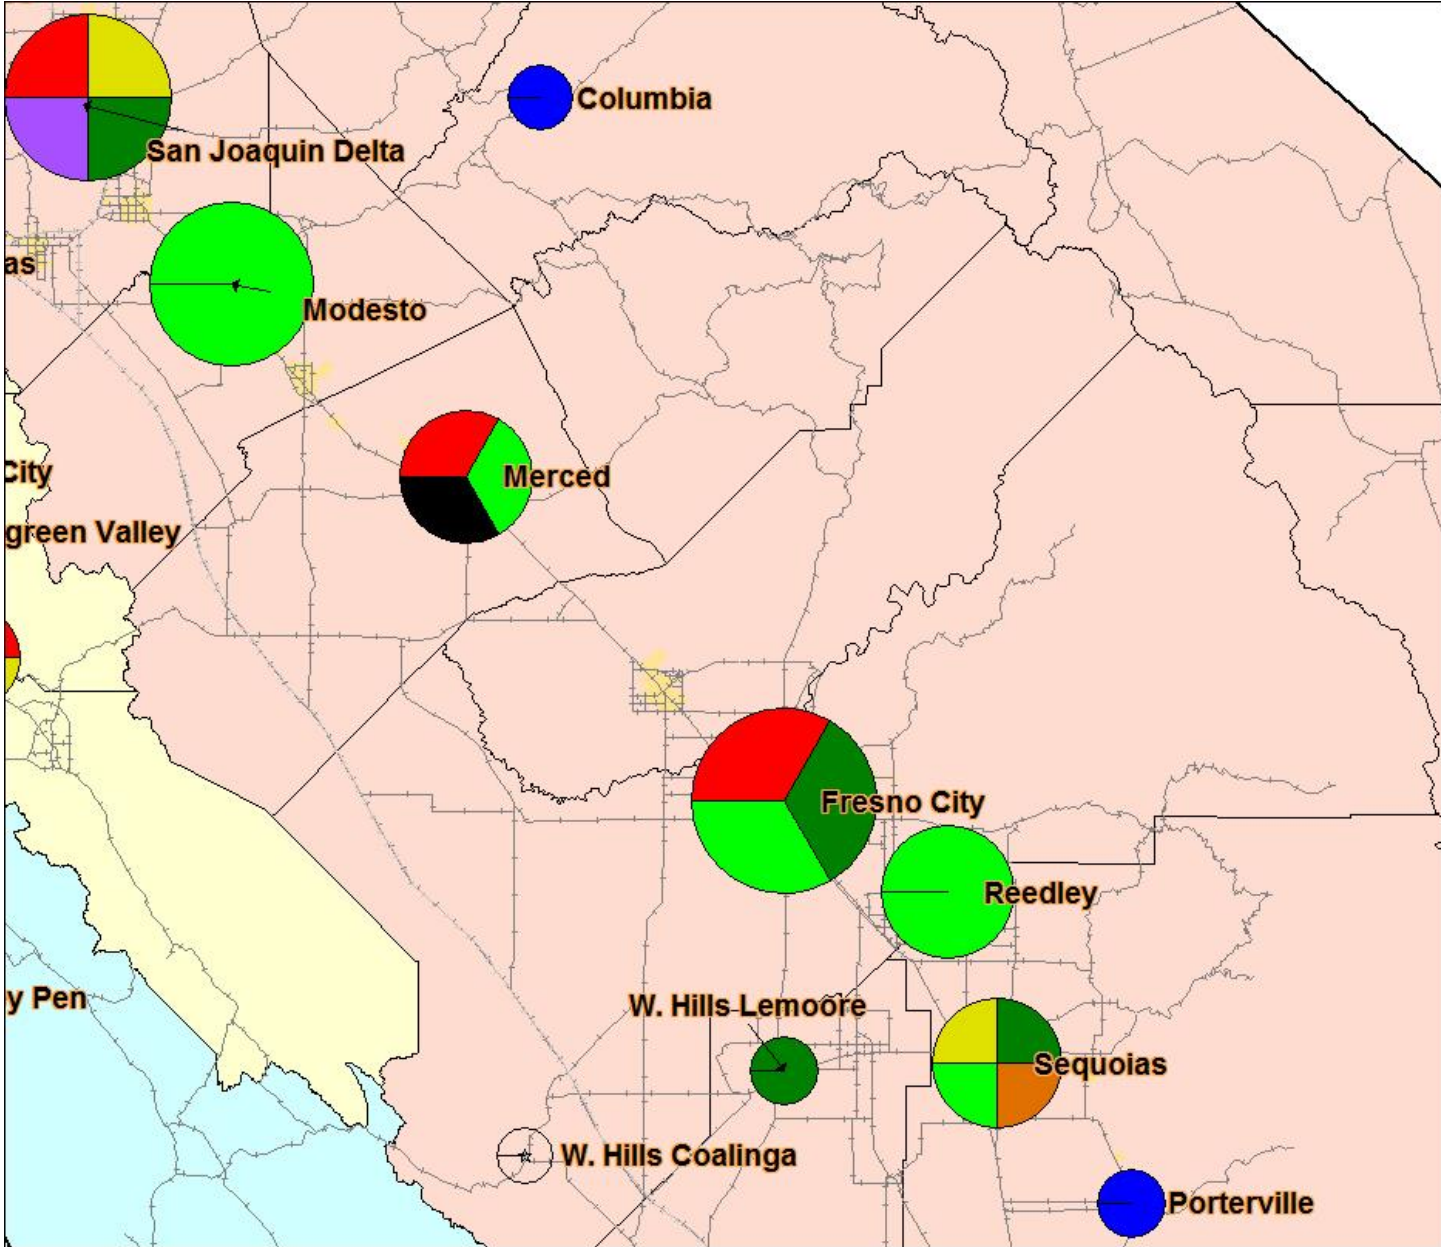 Columbia
San Joaquin Delta
as
Modesto
City
Merced
green Valley
Fresno City
Reedley
y Pen
W. Hills Lemoore
Sequoias
W. Hills Coalinga
Porterville